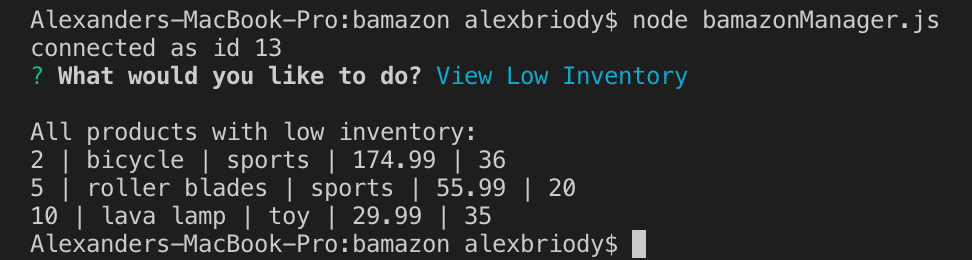 Alexanders-MacBook-Pro:bamazon alexbriody$ node bamazonManager.js
connected as id 13
? What would you like to do? View Low Inventory
All products with low inventory:
2 | bicycle | sports | 174.99 | 36
5 | roller blades | sports | 55.99 | 20
10 | lava lamp | toy | 29.99 | 35
Alexanders-MacBook-Pro:bamazon alexbriody$